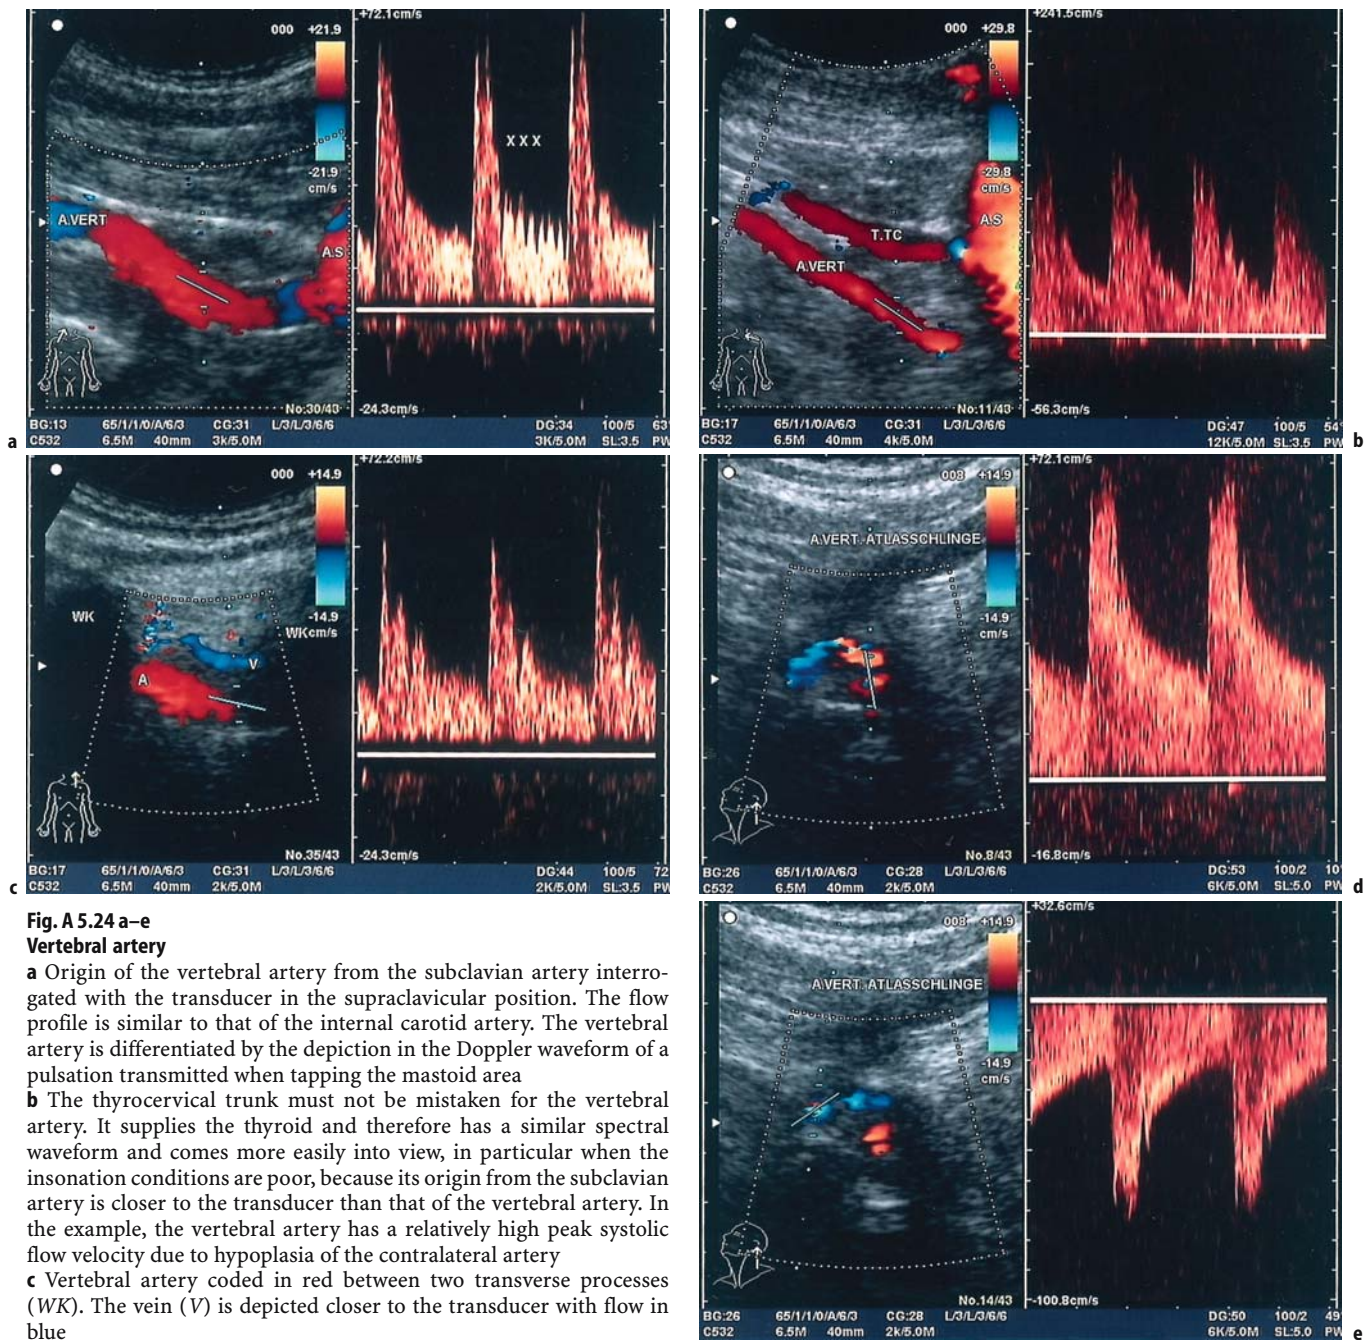 +72.1cm/s
000 +21.9
X X X
-21.9
cm/s
A.VERT
A.S
No:30/43
-24.3cm/s
BG:13 65/1/1/0/A/6/3 CG:31 L/3/L/3/6/6 DG:34 100/5 63°
C532 6.5M 40mm 3k/5.0M 3K/5.0M SL:3.5 PW
a
+241.5cm/s
000 +29.8
-29.8
cm/s
A.S
T.TC
A.VERT
No:11/43
-56.3cm/s
BG:17 65/1/1/0/A/6/3 CG:31 L/3/L/3/6/6 DG:47 100/5 54°
C532 6.5M 40mm 4k/5.0M 12K/5.0M SL:3.5 PW
b
+72.2cm/s
000 +14.9
-14.9
WK
WK cm/s
V
A
No.35/43
-24.3cm/s
BG:17 65/1/1/0/A/6/3 CG:31 L/3/L/3/6/6 DG:44 100/5 72
C532 6.5M 40mm 2k/5.0M 2K/5.0M SL:3.5 PW
c
+72.1cm/s
008 +14.9
A.VERT. ATLASSCHLINGE
-14.9
cm/s
No.8/43
-16.8cm/s
BG:26 65/1/1/0/A/6/3 CG:28 L/3/L/3/6/6 DG:53 100/2 10°
C532 6.5M 40mm 2k/5.0M 6K/5.0M SL:5.0 PW
d
Fig. A 5.24 a–e
Vertebral artery
a Origin of the vertebral artery from the subclavian artery interro-
gated with the transducer in the supraclavicular position. The flow
profile is similar to that of the internal carotid artery. The vertebral
artery is differentiated by the depiction in the Doppler waveform of a
pulsation transmitted when tapping the mastoid area
b The thyrocervical trunk must not be mistaken for the vertebral
artery. It supplies the thyroid and therefore has a similar spectral
waveform and comes more easily into view, in particular when the
insonation conditions are poor, because its origin from the subclavian
artery is closer to the transducer than that of the vertebral artery. In
the example, the vertebral artery has a relatively high peak systolic
flow velocity due to hypoplasia of the contralateral artery
c Vertebral artery coded in red between two transverse processes
(WK). The vein (V) is depicted closer to the transducer with flow in
blue
+32.6cm/s
008 +14.9
A.VERT. ATLASSCHLINGE
-14.9
cm/s
No.14/43
-100.8cm/s
BG:26 65/1/1/0/A/6/3 CG:28 L/3/L/3/6/6 DG:50 100/2 49°
C532 6.5M 40mm 2k/5.0M 6K/5.0M SL:5.0 PW
e